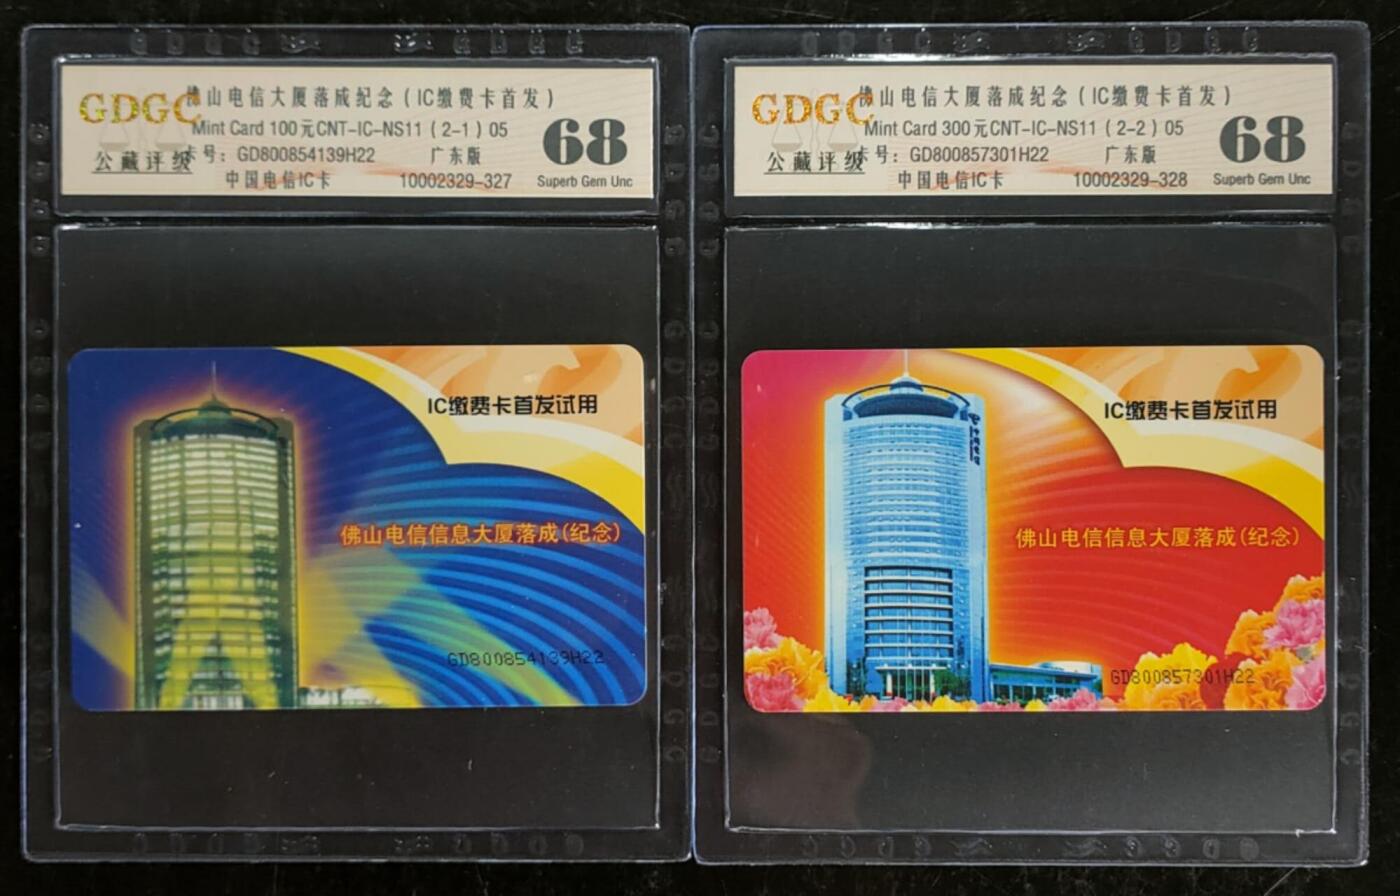 GDGC
公藏评级
佛山电信大厦落成纪念（IC缴费卡首发）
Mint Card 100元CNT-IC-NS11（2-1）05
卡号：GD800854139H22 广东版
中国电信IC卡 10002329-327
68
Superb Gem Unc
IC缴费卡首发试用
佛山电信信息大厦落成(纪念)
GD800854139H22
GDGC
公藏评级
佛山电信大厦落成纪念（IC缴费卡首发）
Mint Card 300元CNT-IC-NS11（2-2）05
卡号：GD800857301H22 广东版
中国电信IC卡 10002329-328
68
Superb Gem Unc
IC缴费卡首发试用
中国电信
佛山电信信息大厦落成(纪念)
GD800857301H22